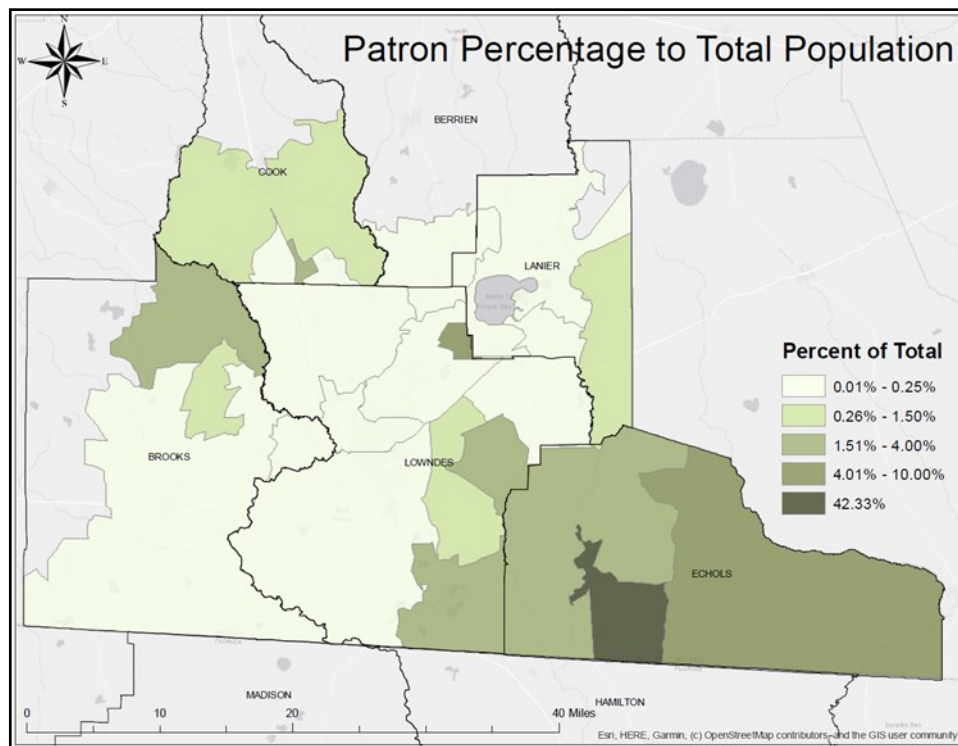 N
W E
S
Patron Percentage to Total Population
BERRIEN
COOK
LANIER
Percent of Total
0.01% - 0.25%
0.26% - 1.50%
1.51% - 4.00%
4.01% - 10.00%
42.33%
BROOKS
LOWNDES
ECHOLS
MADISON
HAMILTON
0 10 20 40 Miles
Esri, HERE, Garmin, (c) OpenStreetMap contributors, and the GIS user community